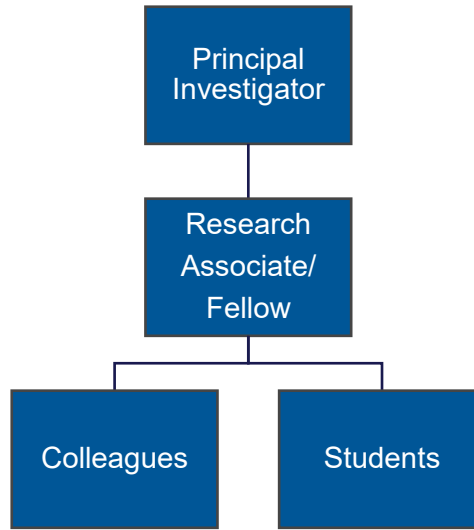 Principal
Investigator
Research
Associate/
Fellow
Colleagues
Students